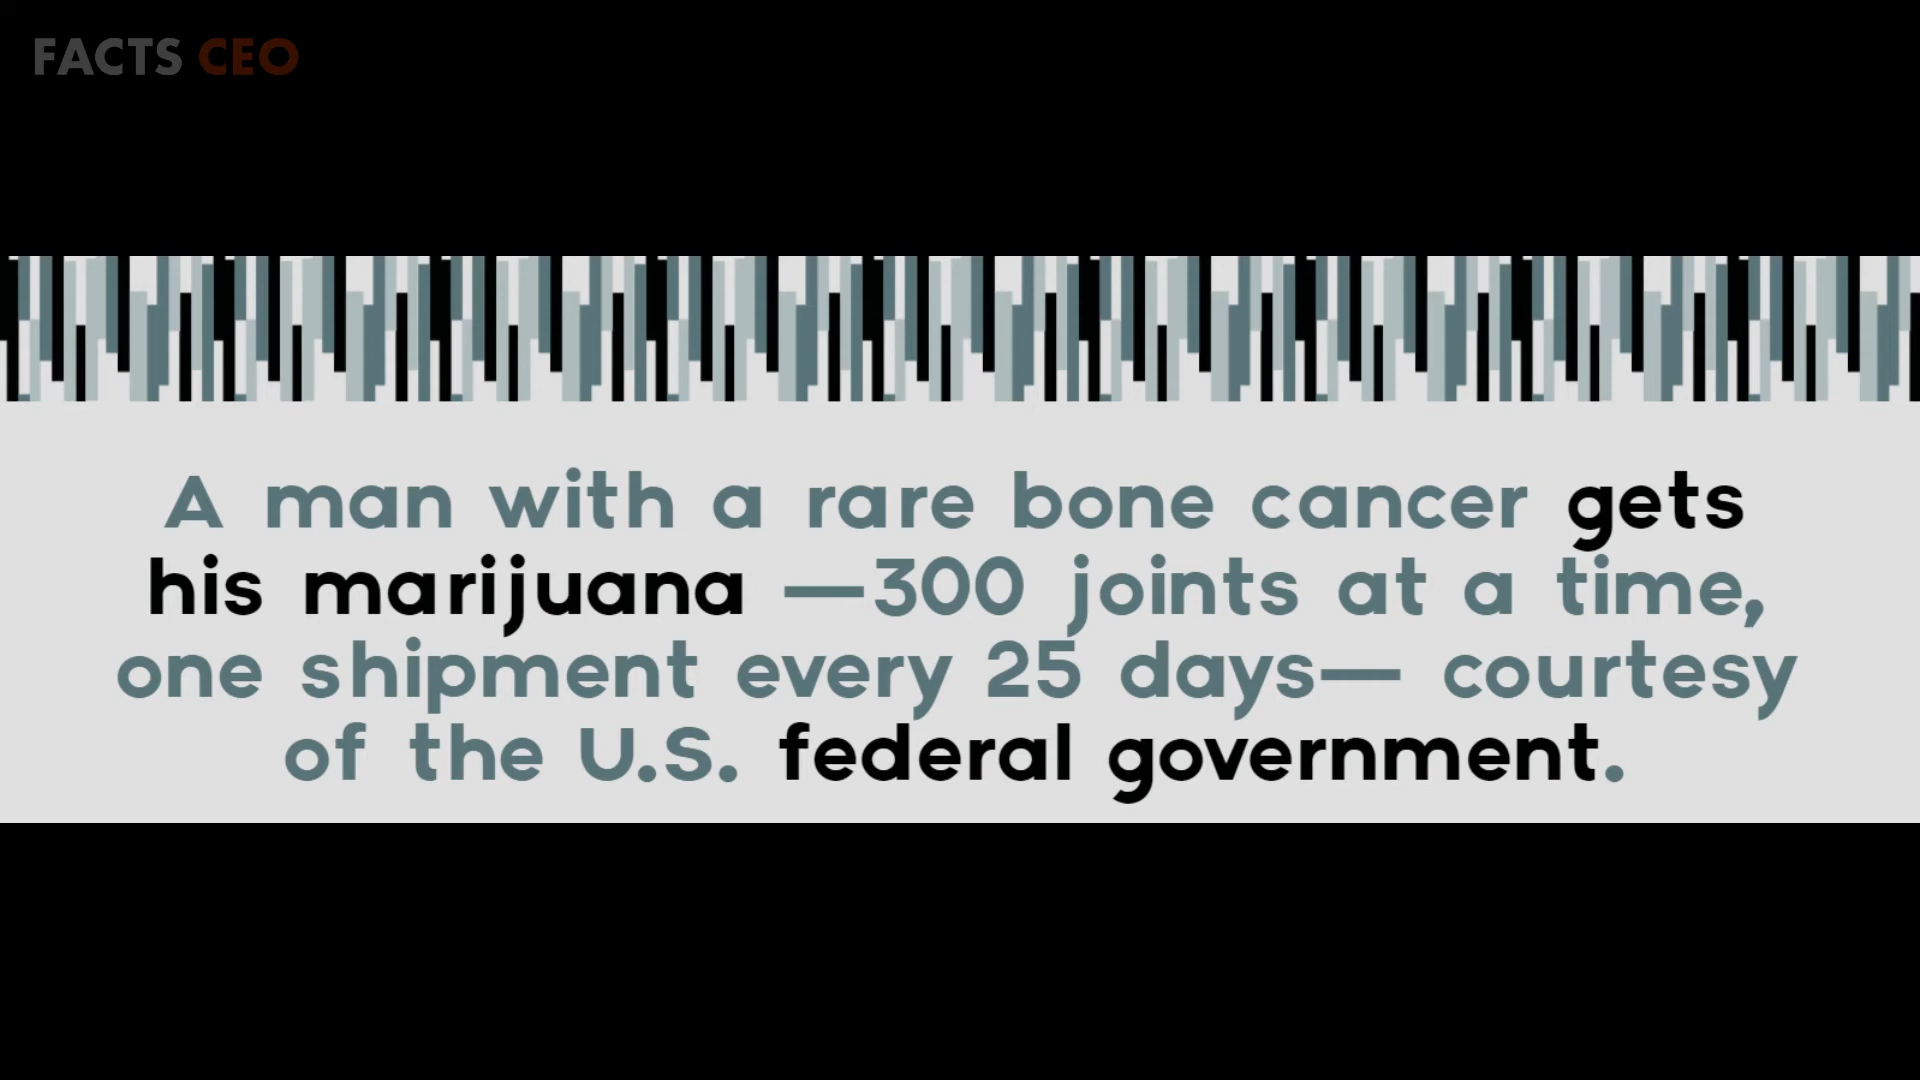 FACTS CEO
A man with a rare bone cancer gets
his marijuana —300 joints at a time,
one shipment every 25 days— courtesy
of the U.S. federal government.